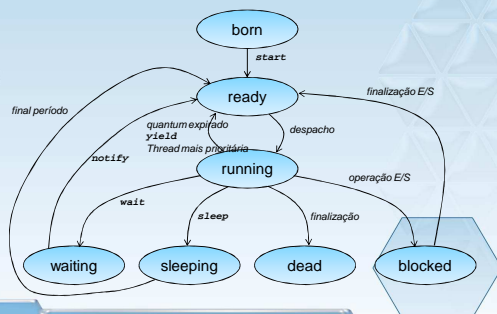 born
start
final período
finalização E/S
ready
quantum expirado
yield
Thread mais prioritária
despacho
notify
running
operação E/S
wait
sleep
finalização
waiting
sleeping
dead
blocked